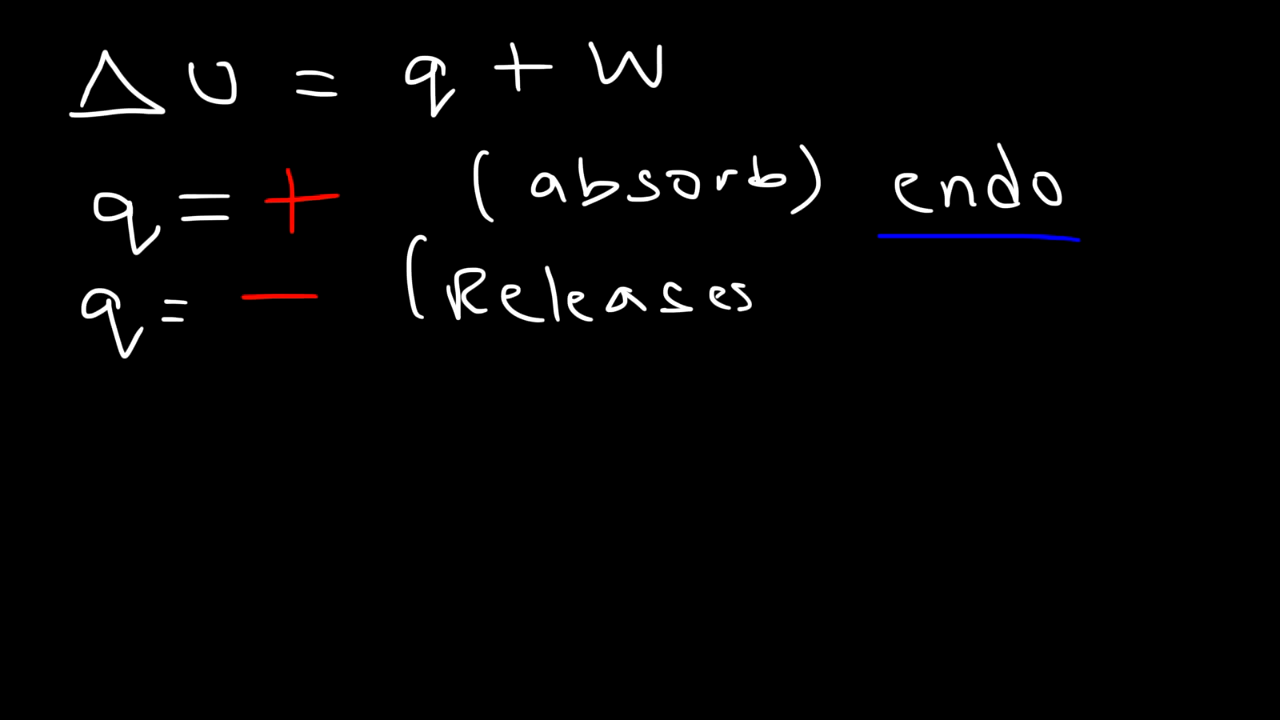 ΔU = q + W
q = + (absorb) endo
q = − (Releases